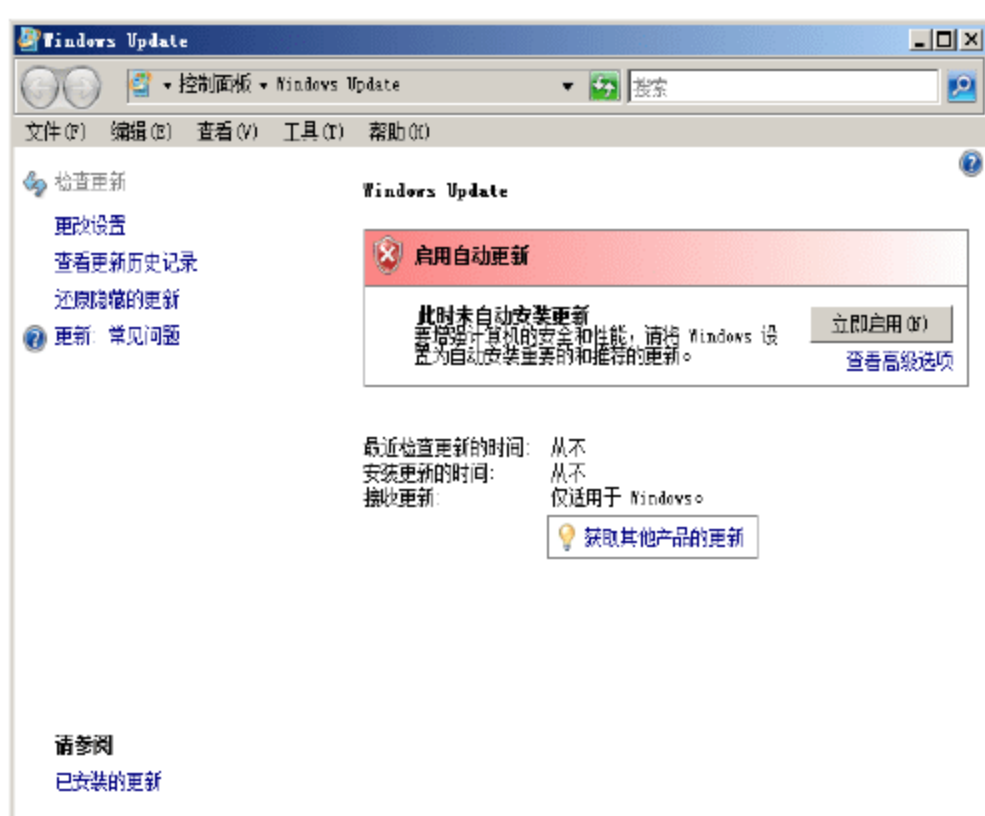 Windows Update
控制面板 Windows Update
搜索
文件(F) 编辑(E) 查看(V) 工具(T) 帮助(H)
检查更新
更改设置
查看更新历史记录
还原隐藏的更新
更新: 常见问题
Windows Update
启用自动更新
此时未自动安装更新
要增强计算机的安全和性能，请将 Windows 设
置为自动安装重要的和推荐的更新。
立即启用(N)
查看高级选项
最近检查更新的时间: 从不
安装更新的时间: 从不
接收更新: 仅适用于 Windows。
获取其他产品的更新
请参阅
已安装的更新